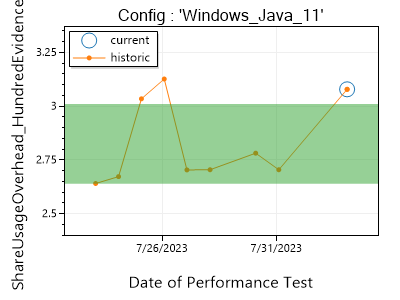 Config : 'Windows_Java_11'
current
historic
ShareUsageOverhead_HundredEvidence
3.25
3
2.75
2.5
7/26/2023
7/31/2023
Date of Performance Test